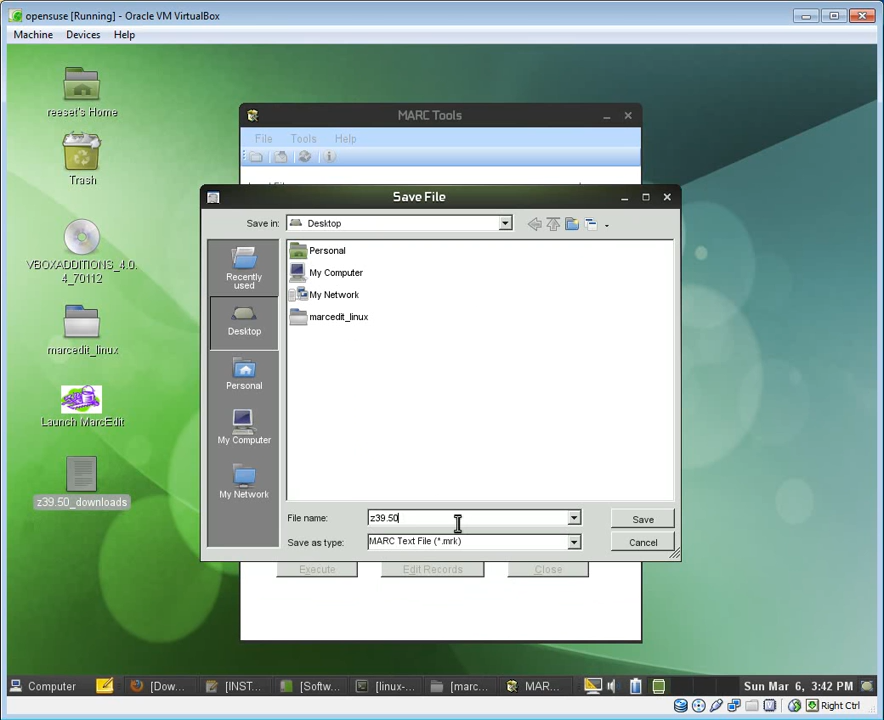 opensuse [Running] - Oracle VM VirtualBox
Machine Devices Help
reeser's Home
Trash
VBOXADDITIONS_4.0.
4_70112
marcedit_linux
Launch MarcEdit
z39.50_downloads
MARC Tools
File Tools Help
Save File
Save in: Desktop
Recently
used
Desktop
Personal
My Computer
My Network
Personal
My Computer
My Network
marcedit_linux
File name: z39.50
Save
Save as type: MARC Text File (*.mrk)
Cancel
Execute Edit Records Close
Computer [Dow... [INST... [Softw... [linux-... [marc... MAR... Sun Mar 6, 3:42 PM
Right Ctrl